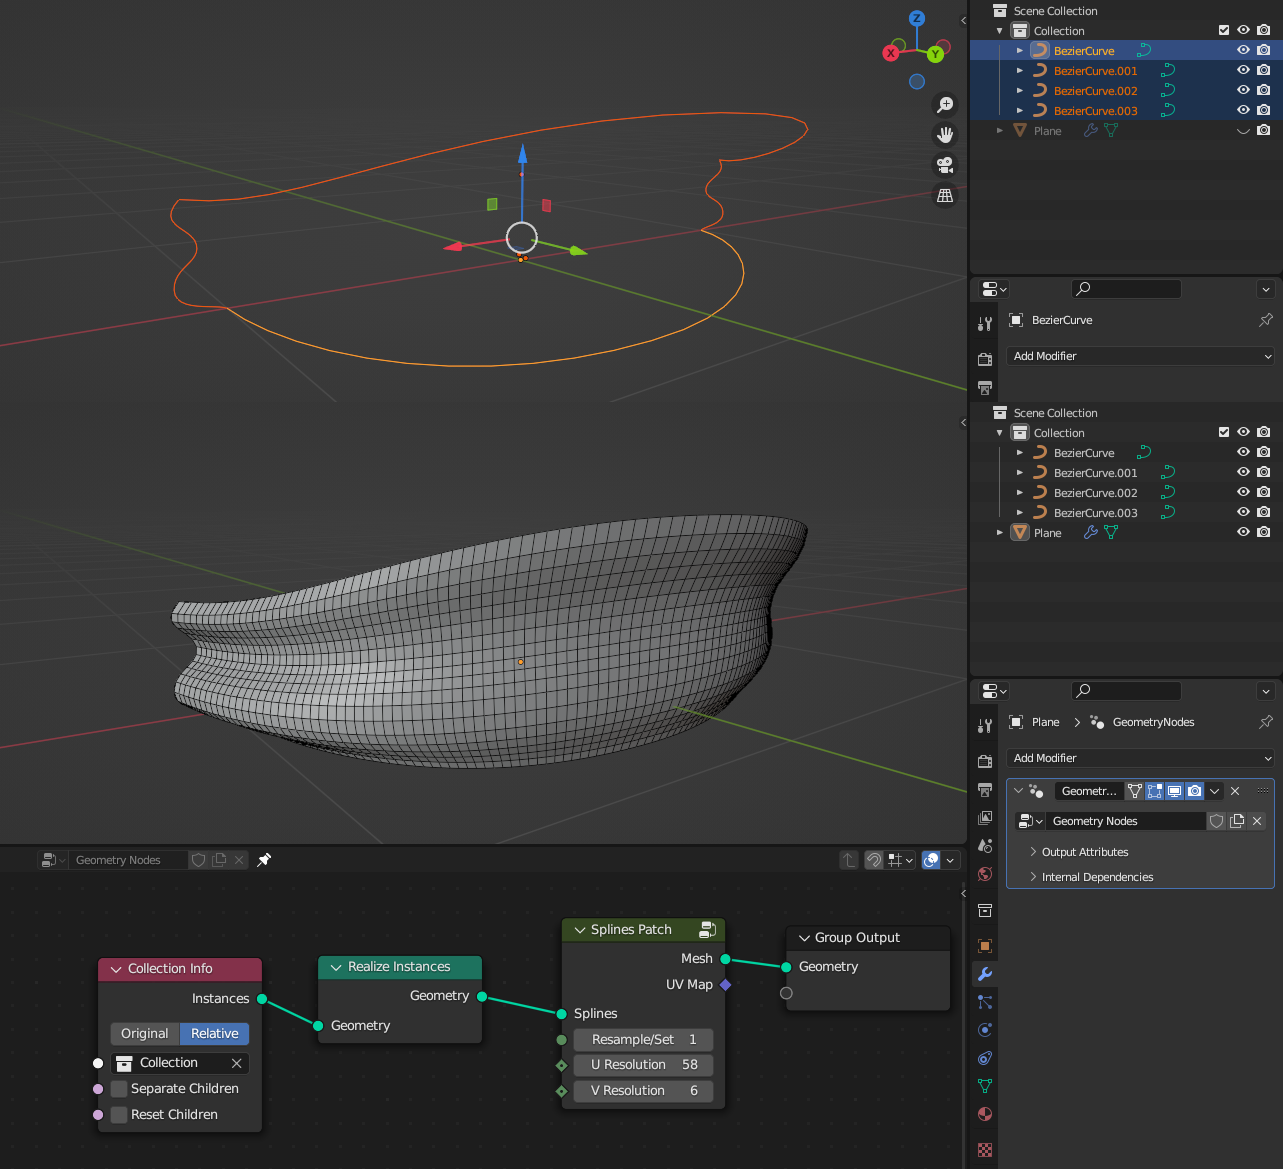 Z
X
Y
Scene Collection
Collection
BezierCurve
BezierCurve.001
BezierCurve.002
BezierCurve.003
Plane
BezierCurve
Add Modifier
Scene Collection
Collection
BezierCurve
BezierCurve.001
BezierCurve.002
BezierCurve.003
Plane
Plane > GeometryNodes
Add Modifier
Geometr...
Geometry Nodes
Output Attributes
Internal Dependencies
Geometry Nodes
Collection Info
Instances
Original Relative
Collection
Separate Children
Reset Children
Realize Instances
Geometry
Geometry
Splines Patch
Mesh
UV Map
Splines
Resample/Set 1
U Resolution 58
V Resolution 6
Group Output
Geometry